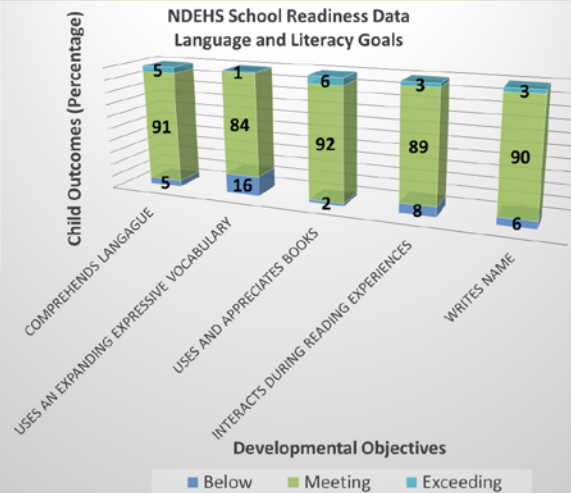 NDEHS School Readiness Data
Language and Literacy Goals
Child Outcomes (Percentage)
5
1
6
3
3
91
84
92
89
90
5
16
2
8
6
COMPREHENDS LANGAGUE
USES AN EXPANDING EXPRESSIVE VOCABULARY
USES AND APPRECIATES BOOKS
INTERACTS DURING READING EXPERIENCES
WRITES NAME
Developmental Objectives
Below Meeting Exceeding